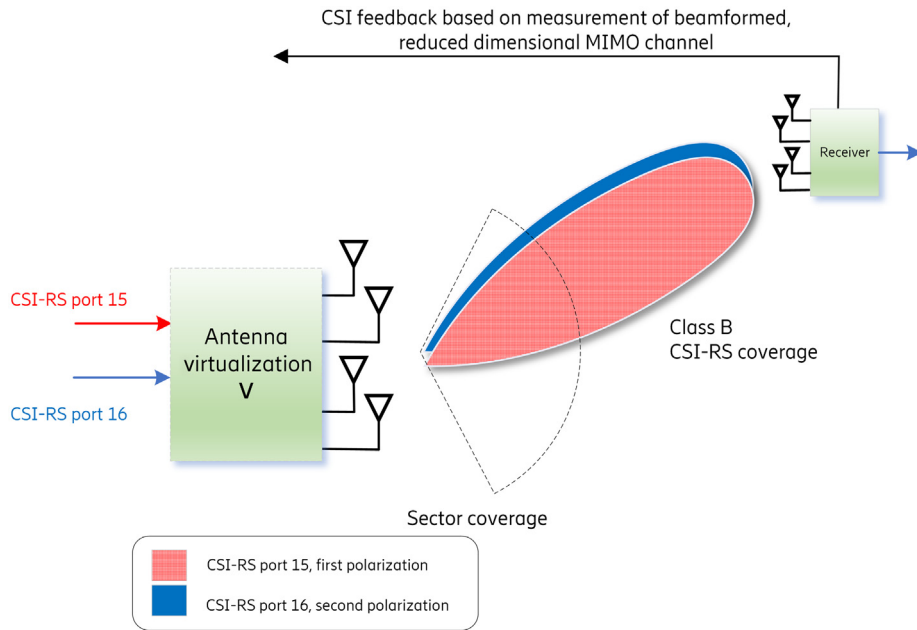 CSI feedback based on measurement of beamformed,
reduced dimensional MIMO channel
Receiver
CSI-RS port 15
Antenna
virtualization
V
CSI-RS port 16
Class B
CSI-RS coverage
Sector coverage
CSI-RS port 15, first polarization
CSI-RS port 16, second polarization